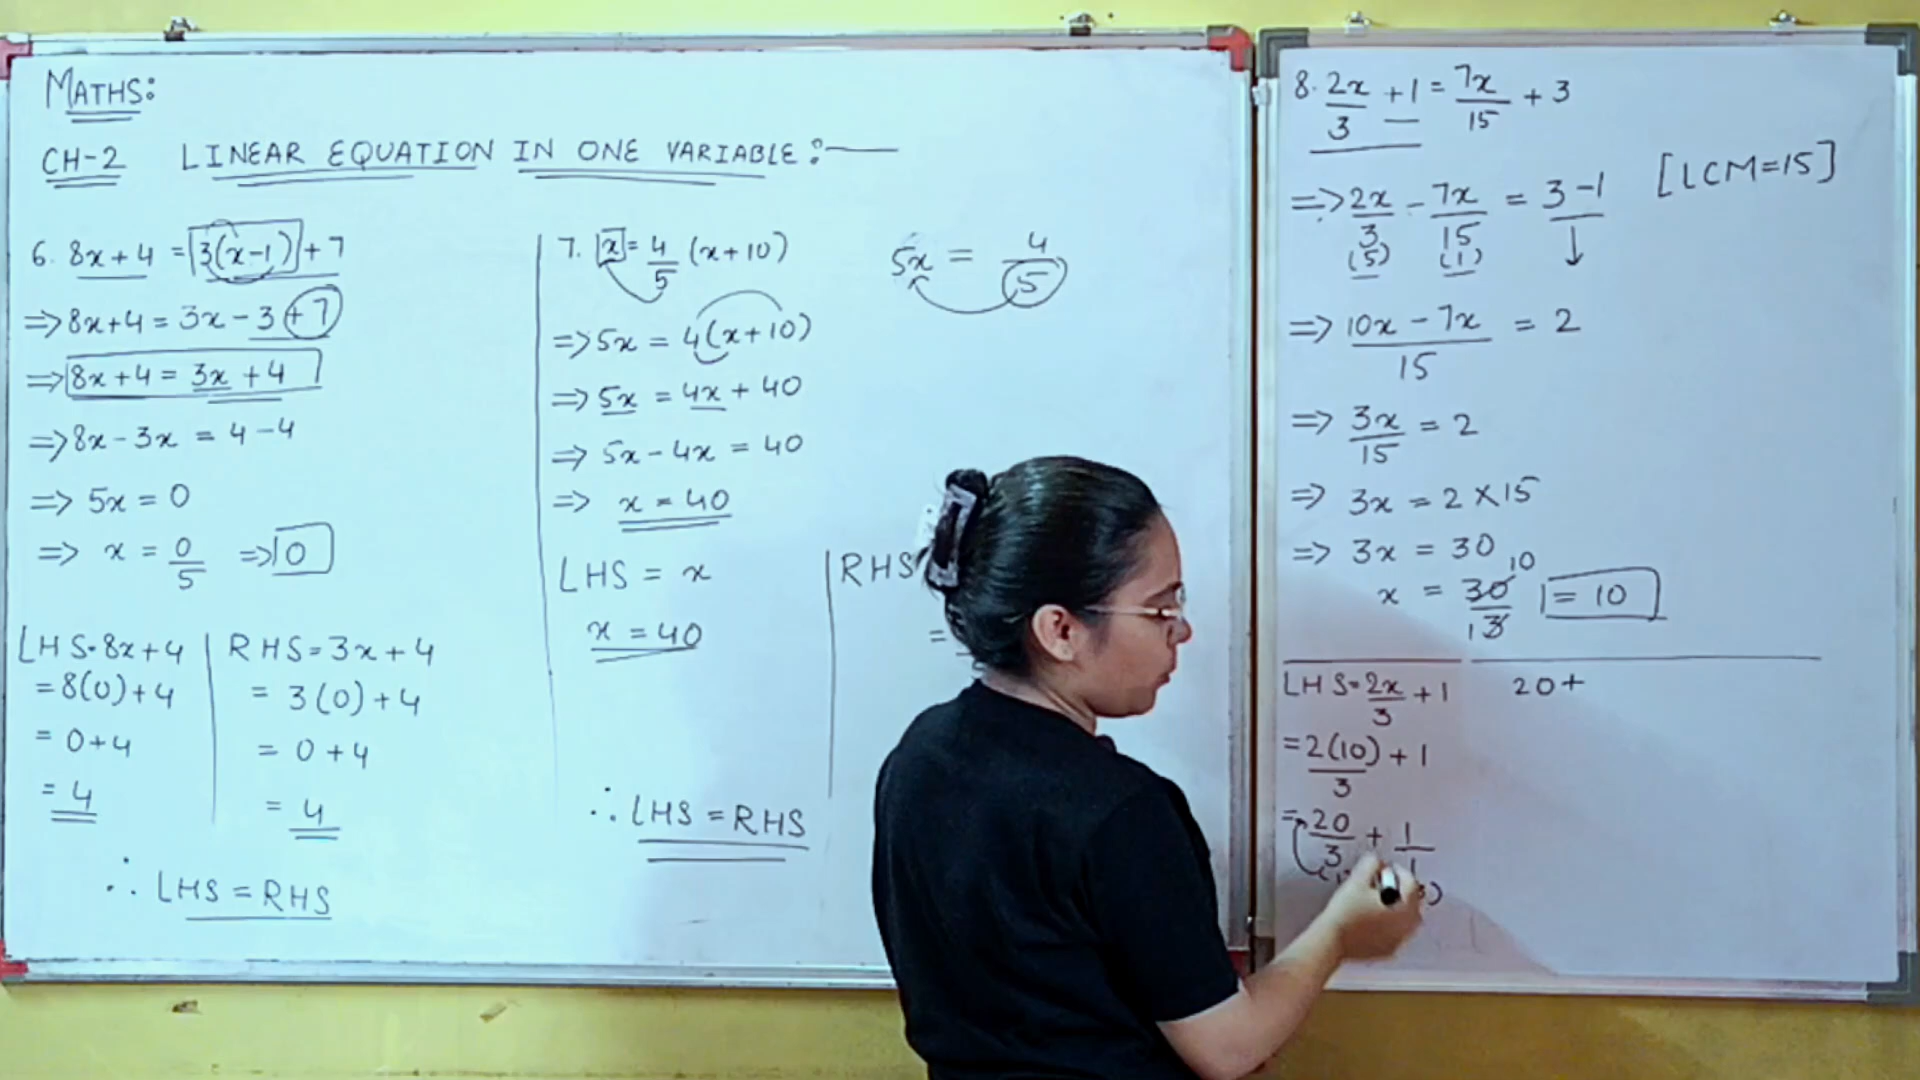 MATHS:
CH-2 LINEAR EQUATION IN ONE VARIABLE:—
6. 8x+4 = 3(x-1)+7
=> 8x+4 = 3x-3+7
=> 8x+4 = 3x+4
=> 8x-3x = 4-4
=> 5x = 0
=> x = 0/5 => 0
LHS=8x+4
=8(0)+4
= 0+4
= 4
RHS=3x+4
= 3(0)+4
= 0+4
= 4
∴ LHS = RHS
7. x = 4/5 (x+10)
=> 5x = 4(x+10)
=> 5x = 4x+40
=> 5x-4x = 40
=> x = 40
5x = 4/5
LHS = x
x = 40
RHS
=
∴ LHS = RHS
8. 2x/3 + 1 = 7x/15 + 3
=> 2x/3 - 7x/15 = 3-1 [LCM=15]
(5) (1)
=> 10x-7x/15 = 2
=> 3x/15 = 2
=> 3x = 2×15
=> 3x = 30
10
x = 30/3 = 10
1
LHS=2x/3+1
=2(10)/3+1
= 20/3 + 1/1
20+